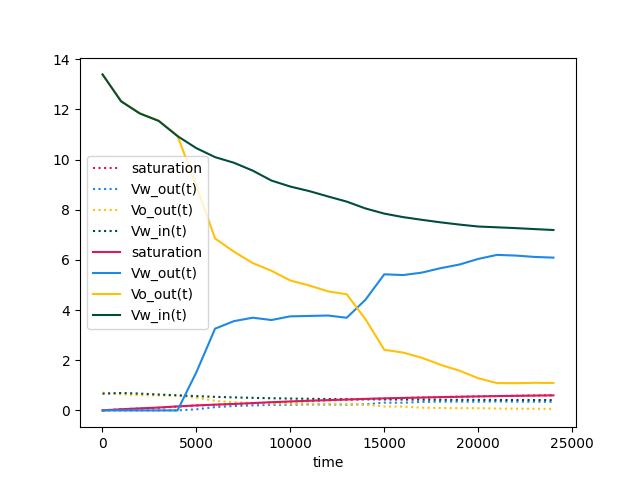 14
12
10
8
6
4
2
0
saturation
Vw_out(t)
Vo_out(t)
Vw_in(t)
saturation
Vw_out(t)
Vo_out(t)
Vw_in(t)
0 5000 10000 15000 20000 25000
time